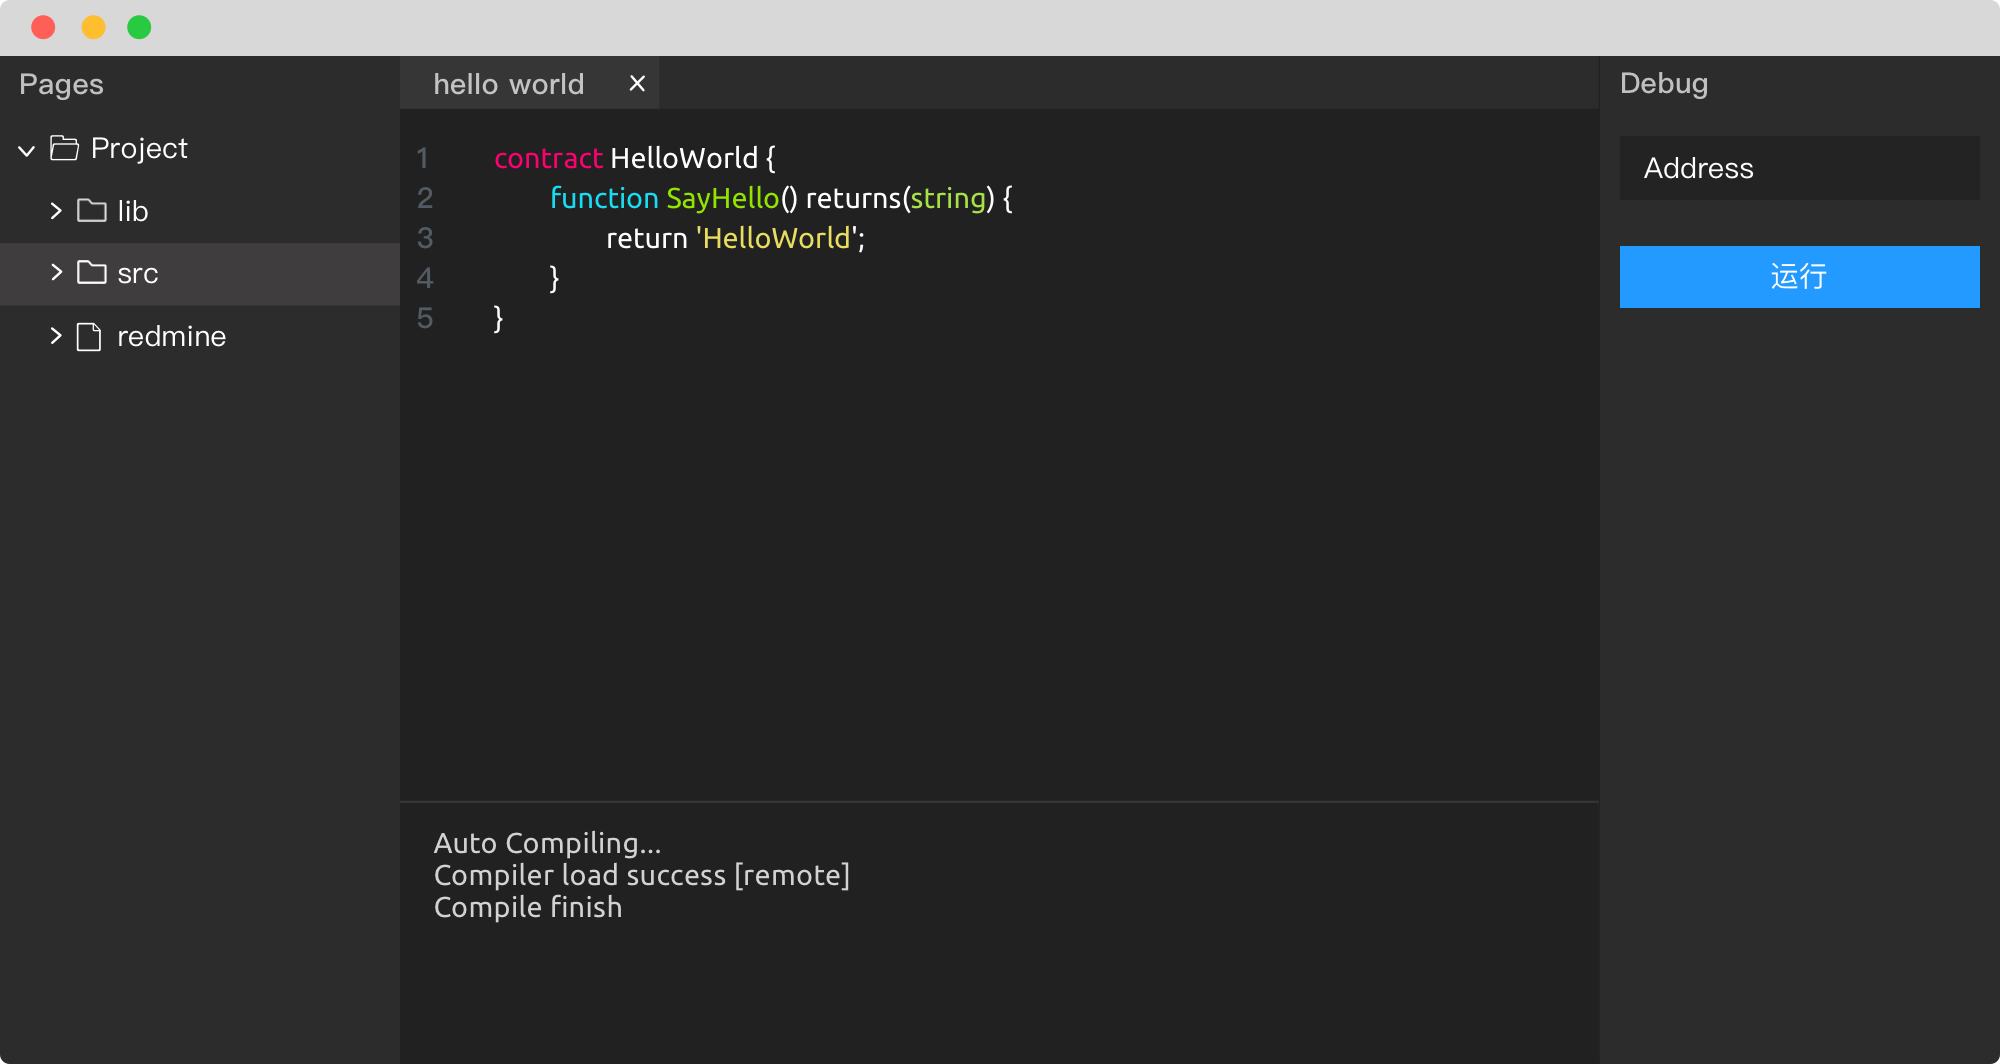 Pages
Project
lib
src
redmine
hello world
1 contract HelloWorld {
2 function SayHello() returns(string) {
3 return 'HelloWorld';
4 }
5 }
Auto Compiling...
Compiler load success [remote]
Compile finish
Debug
Address
运行